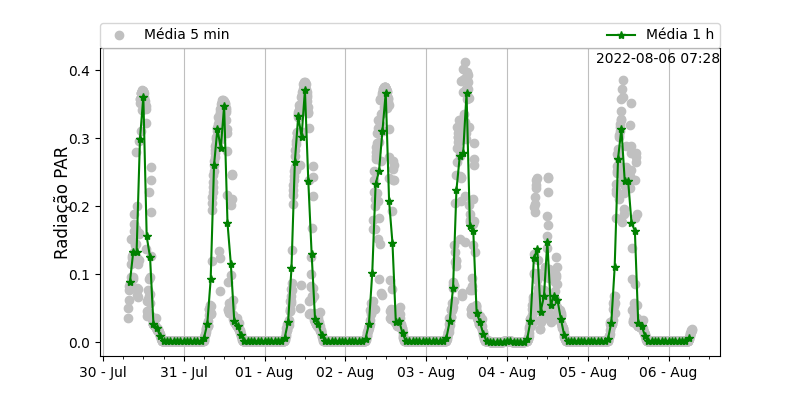 Média 5 min
Média 1 h
2022-08-06 07:28
Radiação PAR
0.4
0.3
0.2
0.1
0.0
30 - Jul
31 - Jul
01 - Aug
02 - Aug
03 - Aug
04 - Aug
05 - Aug
06 - Aug